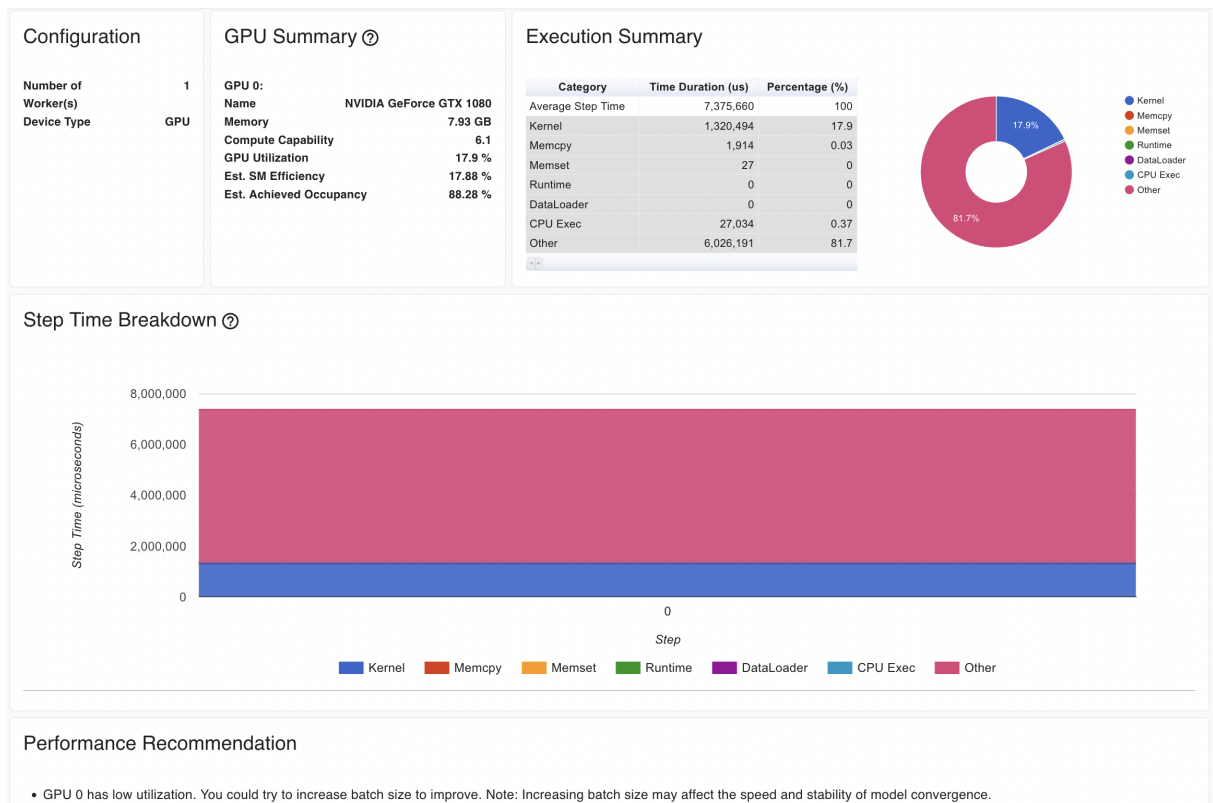 Configuration
Number of Worker(s) 1
Device Type GPU
GPU Summary
GPU 0:
Name NVIDIA GeForce GTX 1080
Memory 7.93 GB
Compute Capability 6.1
GPU Utilization 17.9 %
Est. SM Efficiency 17.88 %
Est. Achieved Occupancy 88.28 %
Execution Summary
Category Time Duration (us) Percentage (%)
Average Step Time 7,375,660 100
Kernel 1,320,494 17.9
Memcpy 1,914 0.03
Memset 27 0
Runtime 0 0
DataLoader 0 0
CPU Exec 27,034 0.37
Other 6,026,191 81.7
17.9%
81.7%
Kernel
Memcpy
Memset
Runtime
DataLoader
CPU Exec
Other
Step Time Breakdown
Step Time (microseconds)
8,000,000
6,000,000
4,000,000
2,000,000
0
0
Step
Kernel Memcpy Memset Runtime DataLoader CPU Exec Other
Performance Recommendation
• GPU 0 has low utilization. You could try to increase batch size to improve. Note: Increasing batch size may affect the speed and stability of model convergence.